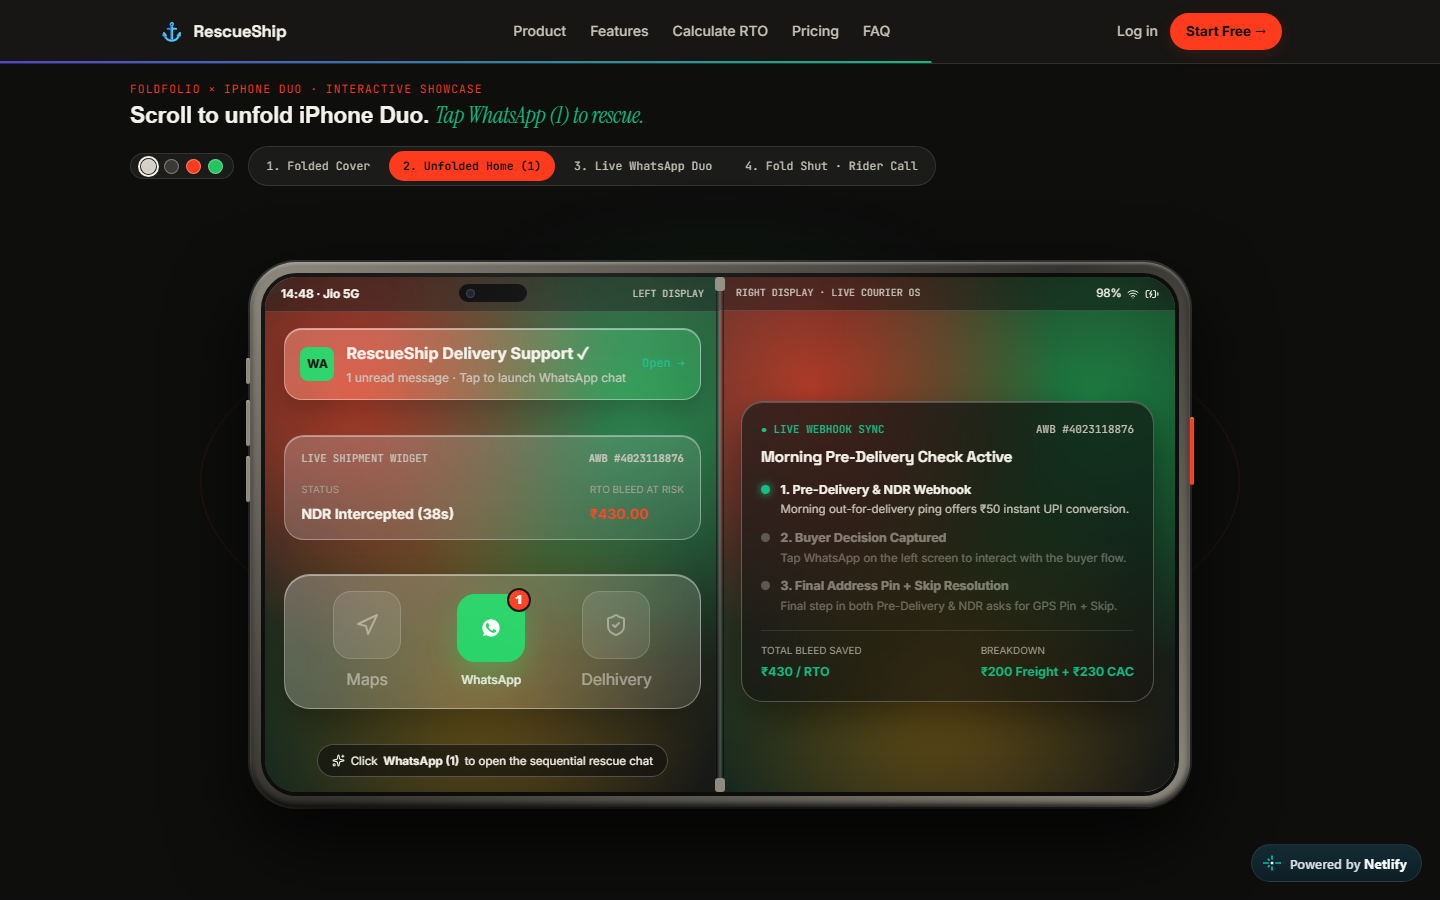 RescueShip
Product
Features
Calculate RTO
Pricing
FAQ
Log in
Start Free →
FOLDFOLIO × IPHONE DUO · INTERACTIVE SHOWCASE
Scroll to unfold iPhone Duo. Tap WhatsApp (1) to rescue.
1. Folded Cover
2. Unfolded Home (1)
3. Live WhatsApp Duo
4. Fold Shut · Rider Call
14:48 · Jio 5G
LEFT DISPLAY
WA
RescueShip Delivery Support ✓
1 unread message · Tap to launch WhatsApp chat
Open →
LIVE SHIPMENT WIDGET
AWB #4023118876
STATUS
RTO BLEED AT RISK
NDR Intercepted (38s)
₹430.00
1
Maps
WhatsApp
Delhivery
Click WhatsApp (1) to open the sequential rescue chat
RIGHT DISPLAY · LIVE COURIER OS
98%
● LIVE WEBHOOK SYNC
AWB #4023118876
Morning Pre-Delivery Check Active
1. Pre-Delivery & NDR Webhook
Morning out-for-delivery ping offers ₹50 instant UPI conversion.
2. Buyer Decision Captured
Tap WhatsApp on the left screen to interact with the buyer flow.
3. Final Address Pin + Skip Resolution
Final step in both Pre-Delivery & NDR asks for GPS Pin + Skip.
TOTAL BLEED SAVED
BREAKDOWN
₹430 / RTO
₹200 Freight + ₹230 CAC
Powered by Netlify